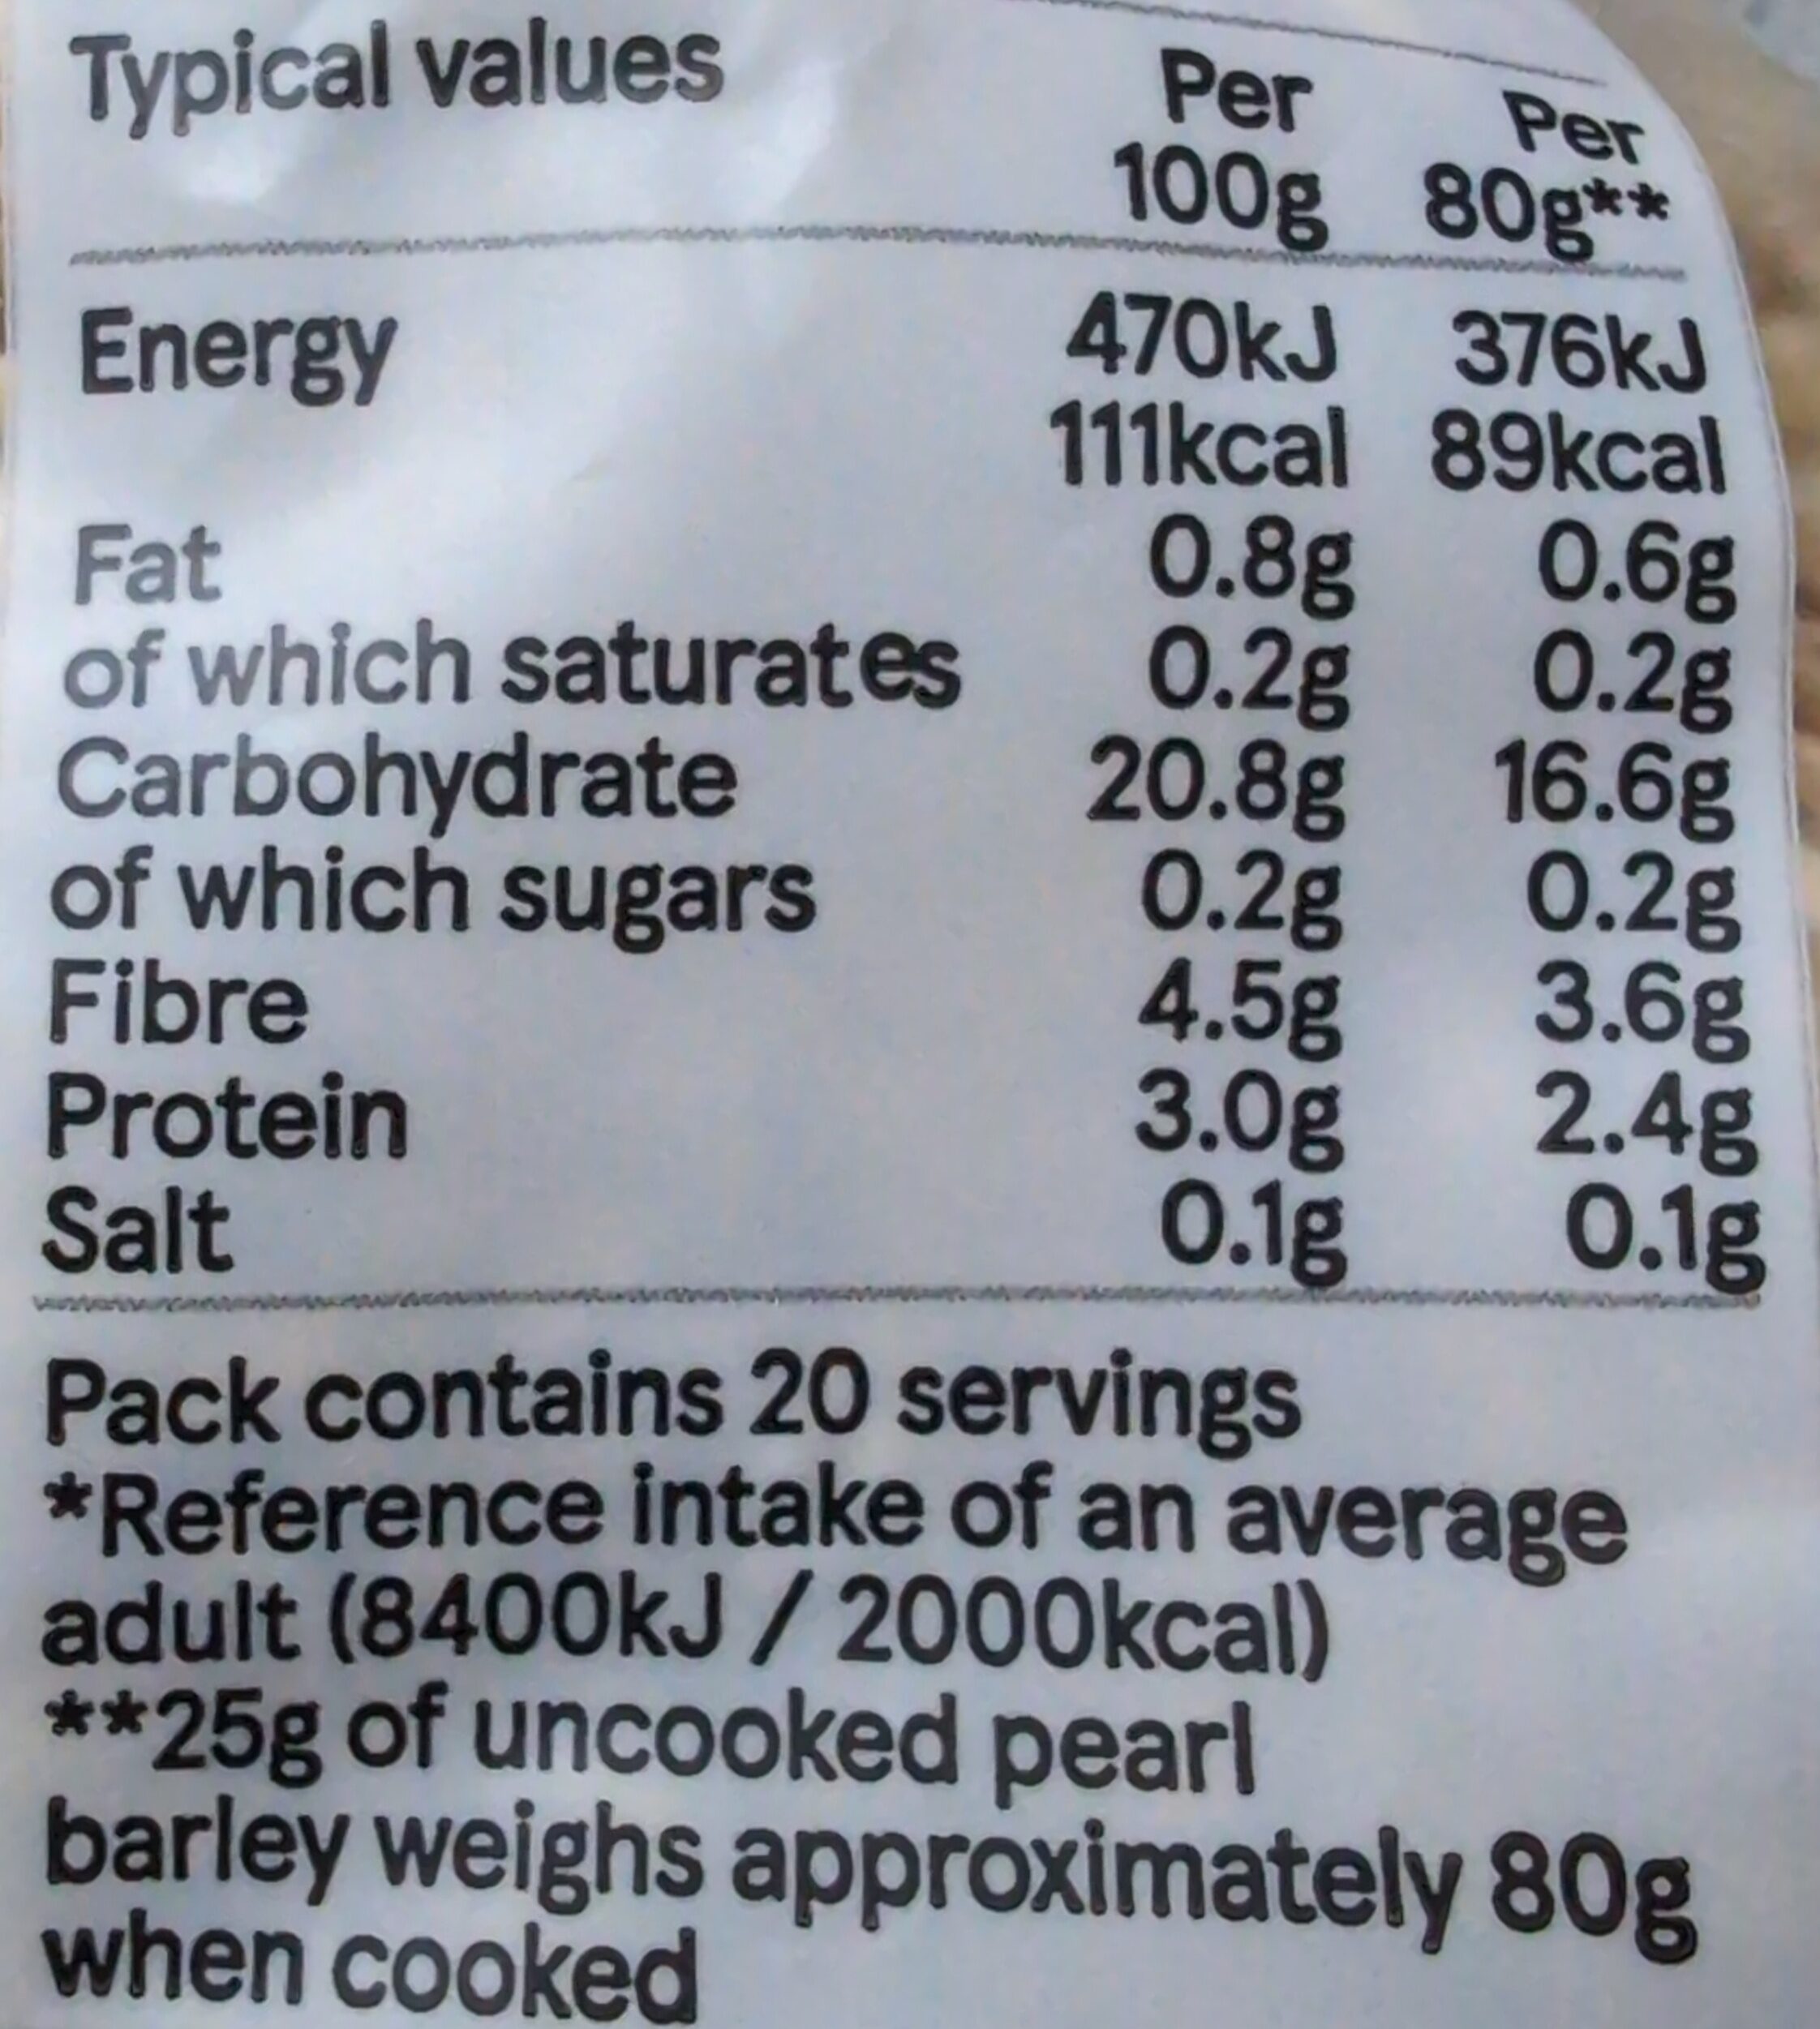 Typical values Per Per
100g 80g**
Energy 470kJ 376kJ
111kcal 89kcal
Fat 0.8g 0.6g
of which saturates 0.2g 0.2g
Carbohydrate 20.8g 16.6g
of which sugars 0.2g 0.2g
Fibre 4.5g 3.6g
Protein 3.0g 2.4g
Salt 0.1g 0.1g
Pack contains 20 servings
*Reference intake of an average
adult (8400kJ / 2000kcal)
**25g of uncooked pearl
barley weighs approximately 80g
when cooked